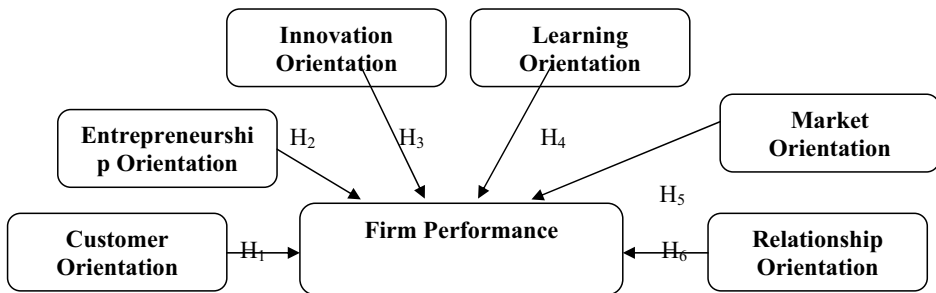 Innovation
Orientation
Learning
Orientation
Entrepreneurshi
p Orientation
H₂
H₃
H₄
Market
Orientation
H₅
Customer
Orientation
H₁
Firm Performance
H₆
Relationship
Orientation